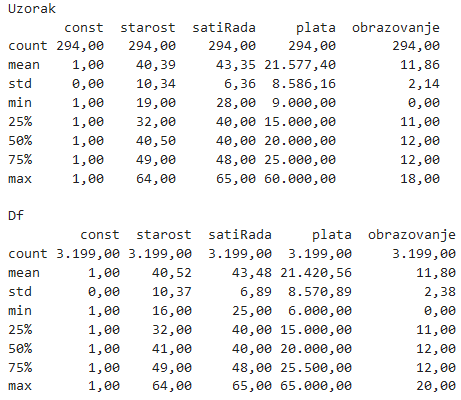 Uzorak
const starost satiRada plata obrazovanje
count 294,00 294,00 294,00 294,00 294,00
mean 1,00 40,39 43,35 21.577,40 11,86
std 0,00 10,34 6,36 8.586,16 2,14
min 1,00 19,00 28,00 9.000,00 0,00
25% 1,00 32,00 40,00 15.000,00 11,00
50% 1,00 40,50 40,00 20.000,00 12,00
75% 1,00 49,00 48,00 25.000,00 12,00
max 1,00 64,00 65,00 60.000,00 18,00
Df
const starost satiRada plata obrazovanje
count 3.199,00 3.199,00 3.199,00 3.199,00 3.199,00
mean 1,00 40,52 43,48 21.420,56 11,80
std 0,00 10,37 6,89 8.570,89 2,38
min 1,00 16,00 25,00 6.000,00 0,00
25% 1,00 32,00 40,00 15.000,00 11,00
50% 1,00 41,00 40,00 20.000,00 12,00
75% 1,00 49,00 48,00 25.500,00 12,00
max 1,00 64,00 65,00 65.000,00 20,00